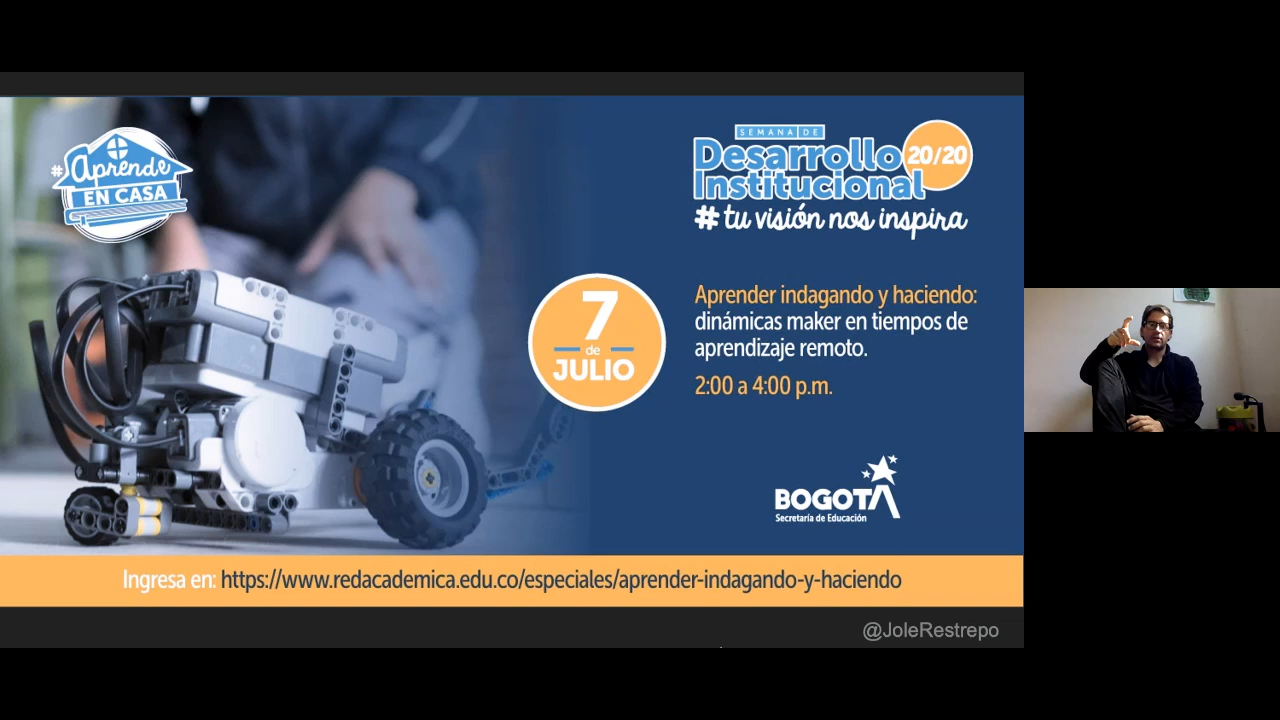 #Aprende
EN CASA
SEMANA DE
Desarrollo 20/20
Institucional
# tu visión nos inspira
7
de
JULIO
Aprender indagando y haciendo:
dinámicas maker en tiempos de
aprendizaje remoto.
2:00 a 4:00 p.m.
BOGOTÁ
Secretaría de Educación
Ingresa en: https://www.redacademica.edu.co/especiales/aprender-indagando-y-haciendo
@JoleRestrepo